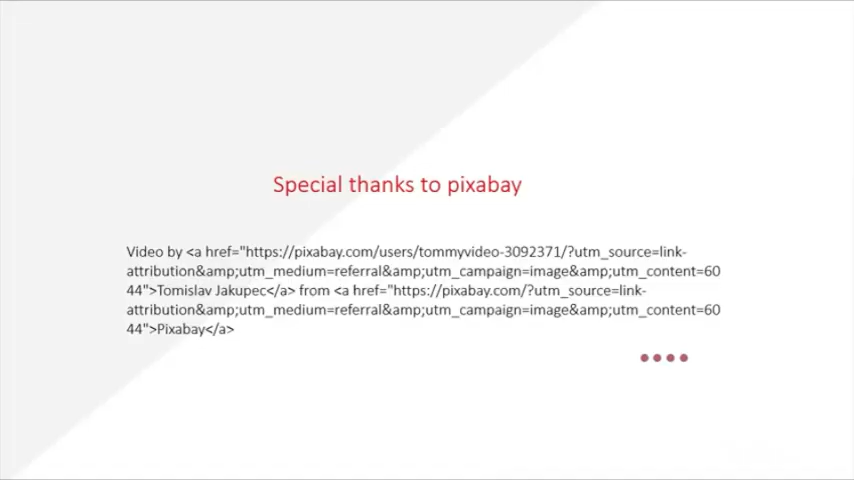 Special thanks to pixabay
Video by <a href="https://pixabay.com/users/tommyvideo-3092371/?utm_source=link-
attribution&amp;utm_medium=referral&amp;utm_campaign=image&amp;utm_content=60
44">Tomislav Jakupec</a> from <a href="https://pixabay.com/?utm_source=link-
attribution&amp;utm_medium=referral&amp;utm_campaign=image&amp;utm_content=60
44">Pixabay</a>